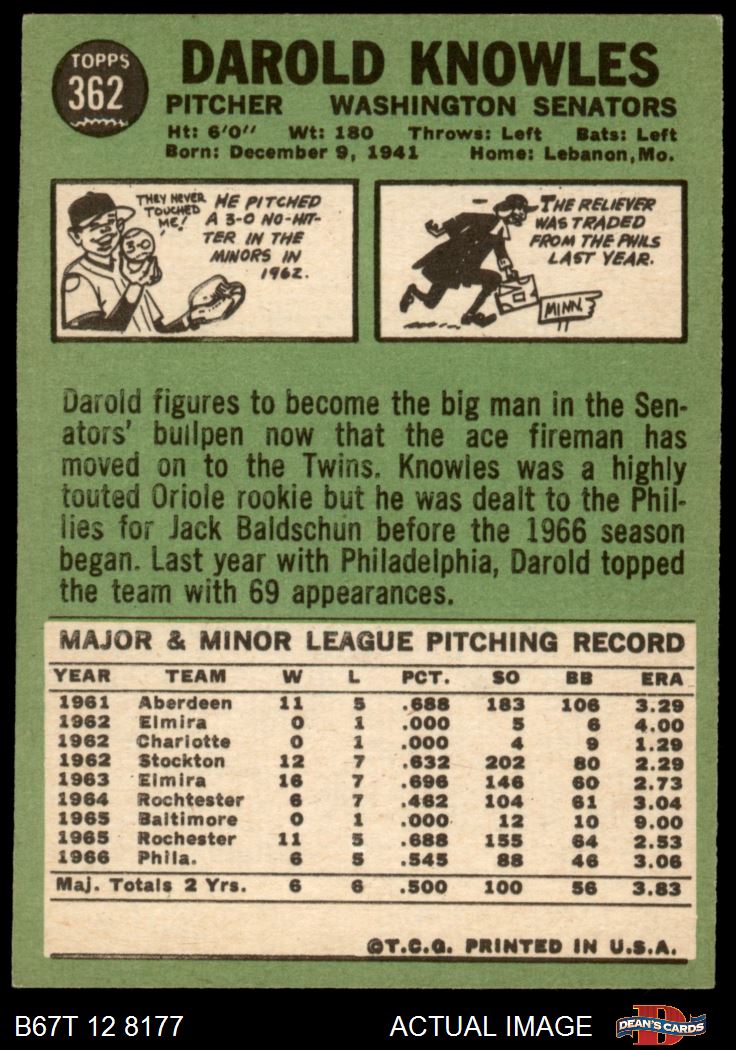 TOPPS
362
DAROLD KNOWLES
PITCHER WASHINGTON SENATORS
Ht: 6'0" Wt: 180 Throws: Left Bats: Left
Born: December 9, 1941 Home: Lebanon, Mo.
THEY NEVER
TOUCHED
ME!
3-0
HE PITCHED
A 3-0 NO-HIT-
TER IN THE
MINORS IN
1962.
THE RELIEVER
WAS TRADED
FROM THE PHILS
LAST YEAR.
MINN.
Darold figures to become the big man in the Sen-
ators' bullpen now that the ace fireman has
moved on to the Twins. Knowles was a highly
touted Oriole rookie but he was dealt to the Phil-
lies for Jack Baldschun before the 1966 season
began. Last year with Philadelphia, Darold topped
the team with 69 appearances.
MAJOR & MINOR LEAGUE PITCHING RECORD
YEAR TEAM W L PCT. SO BB ERA
1961 Aberdeen 11 5 .688 183 106 3.29
1962 Elmira 0 1 .000 5 6 4.00
1962 Charlotte 0 1 .000 4 9 1.29
1962 Stockton 12 7 .632 202 80 2.29
1963 Elmira 16 7 .696 146 60 2.73
1964 Rochtester 6 7 .462 104 61 3.04
1965 Baltimore 0 1 .000 12 10 9.00
1965 Rochester 11 5 .688 155 64 2.53
1966 Phila. 6 5 .545 88 46 3.06
Maj. Totals 2 Yrs. 6 6 .500 100 56 3.83
©T.C.G. PRINTED IN U.S.A.
B67T 12 8177 ACTUAL IMAGE
D
DEAN'S CARDS